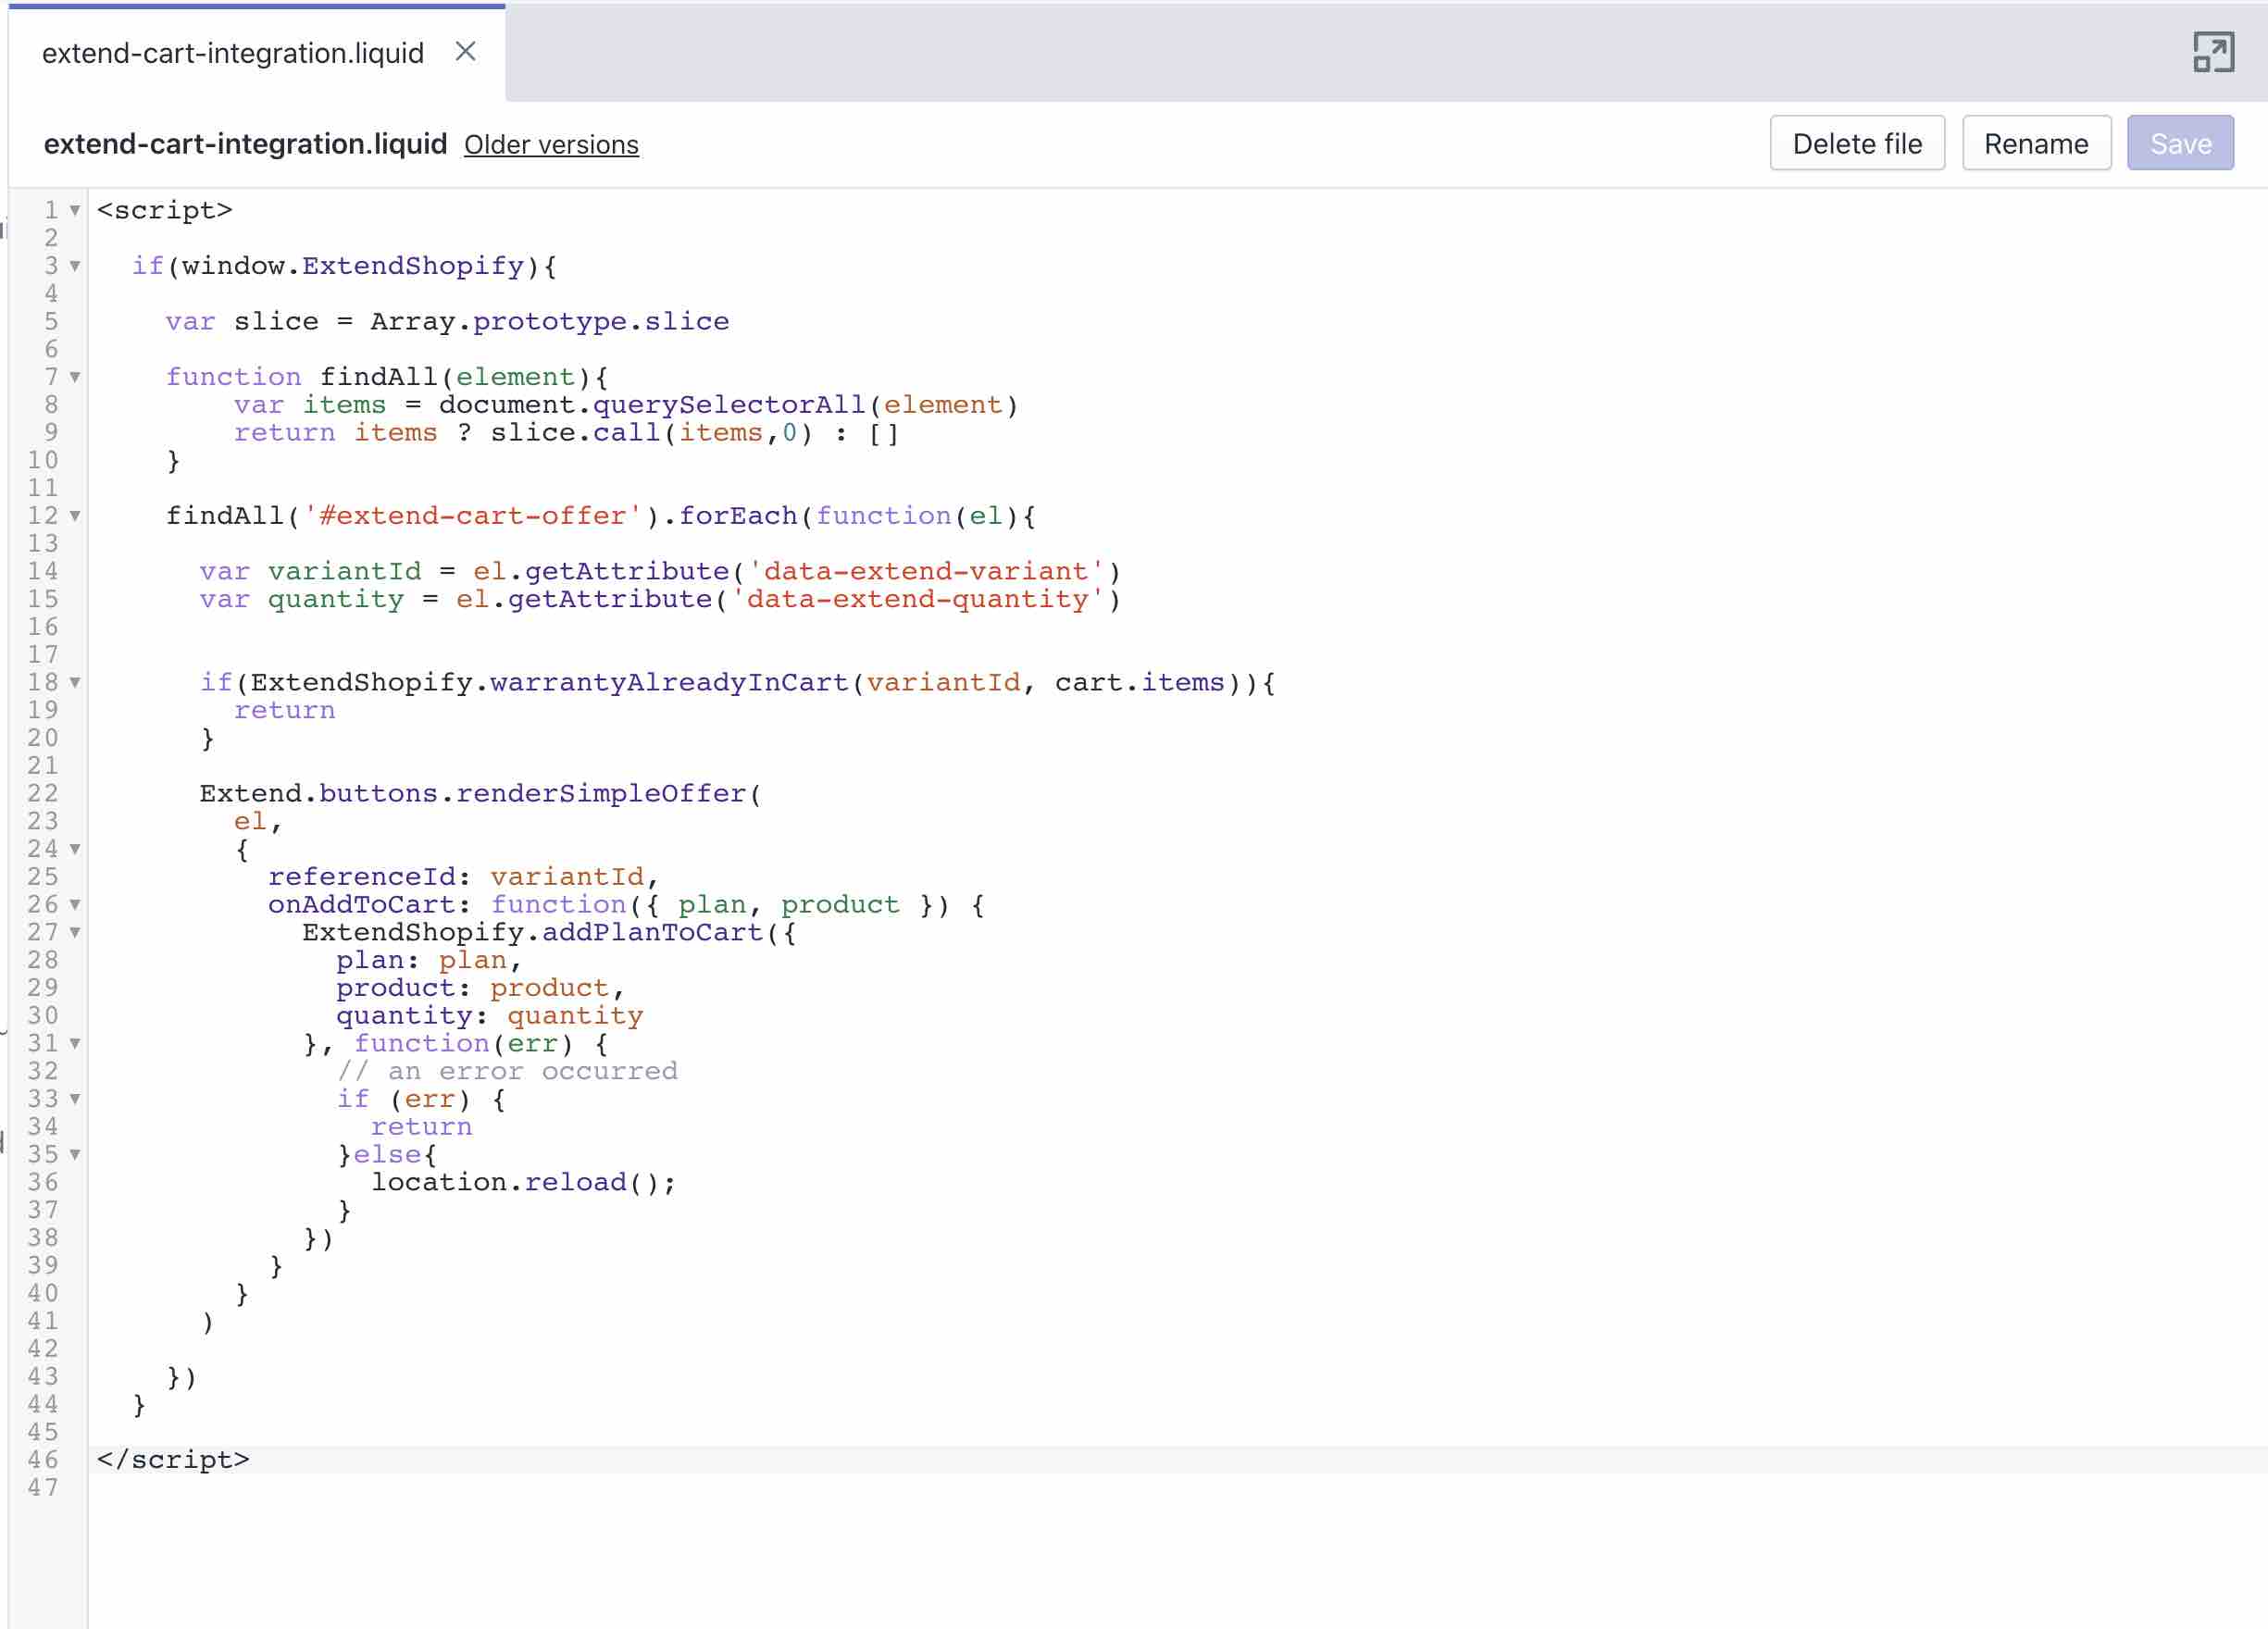 extend-cart-integration.liquid ×
extend-cart-integration.liquid Older versions Delete file Rename Save
1 <script>
2
3 if(window.ExtendShopify){
4
5 var slice = Array.prototype.slice
6
7 function findAll(element){
8 var items = document.querySelectorAll(element)
9 return items ? slice.call(items,0) : []
10 }
11
12 findAll('#extend-cart-offer').forEach(function(el){
13
14 var variantId = el.getAttribute('data-extend-variant')
15 var quantity = el.getAttribute('data-extend-quantity')
16
17
18 if(ExtendShopify.warrantyAlreadyInCart(variantId, cart.items)){
19 return
20 }
21
22 Extend.buttons.renderSimpleOffer(
23 el,
24 {
25 referenceId: variantId,
26 onAddToCart: function({ plan, product }) {
27 ExtendShopify.addPlanToCart({
28 plan: plan,
29 product: product,
30 quantity: quantity
31 }, function(err) {
32 // an error occurred
33 if (err) {
34 return
35 }else{
36 location.reload();
37 }
38 })
39 }
40 }
41 )
42
43 })
44 }
45
46 </script>
47